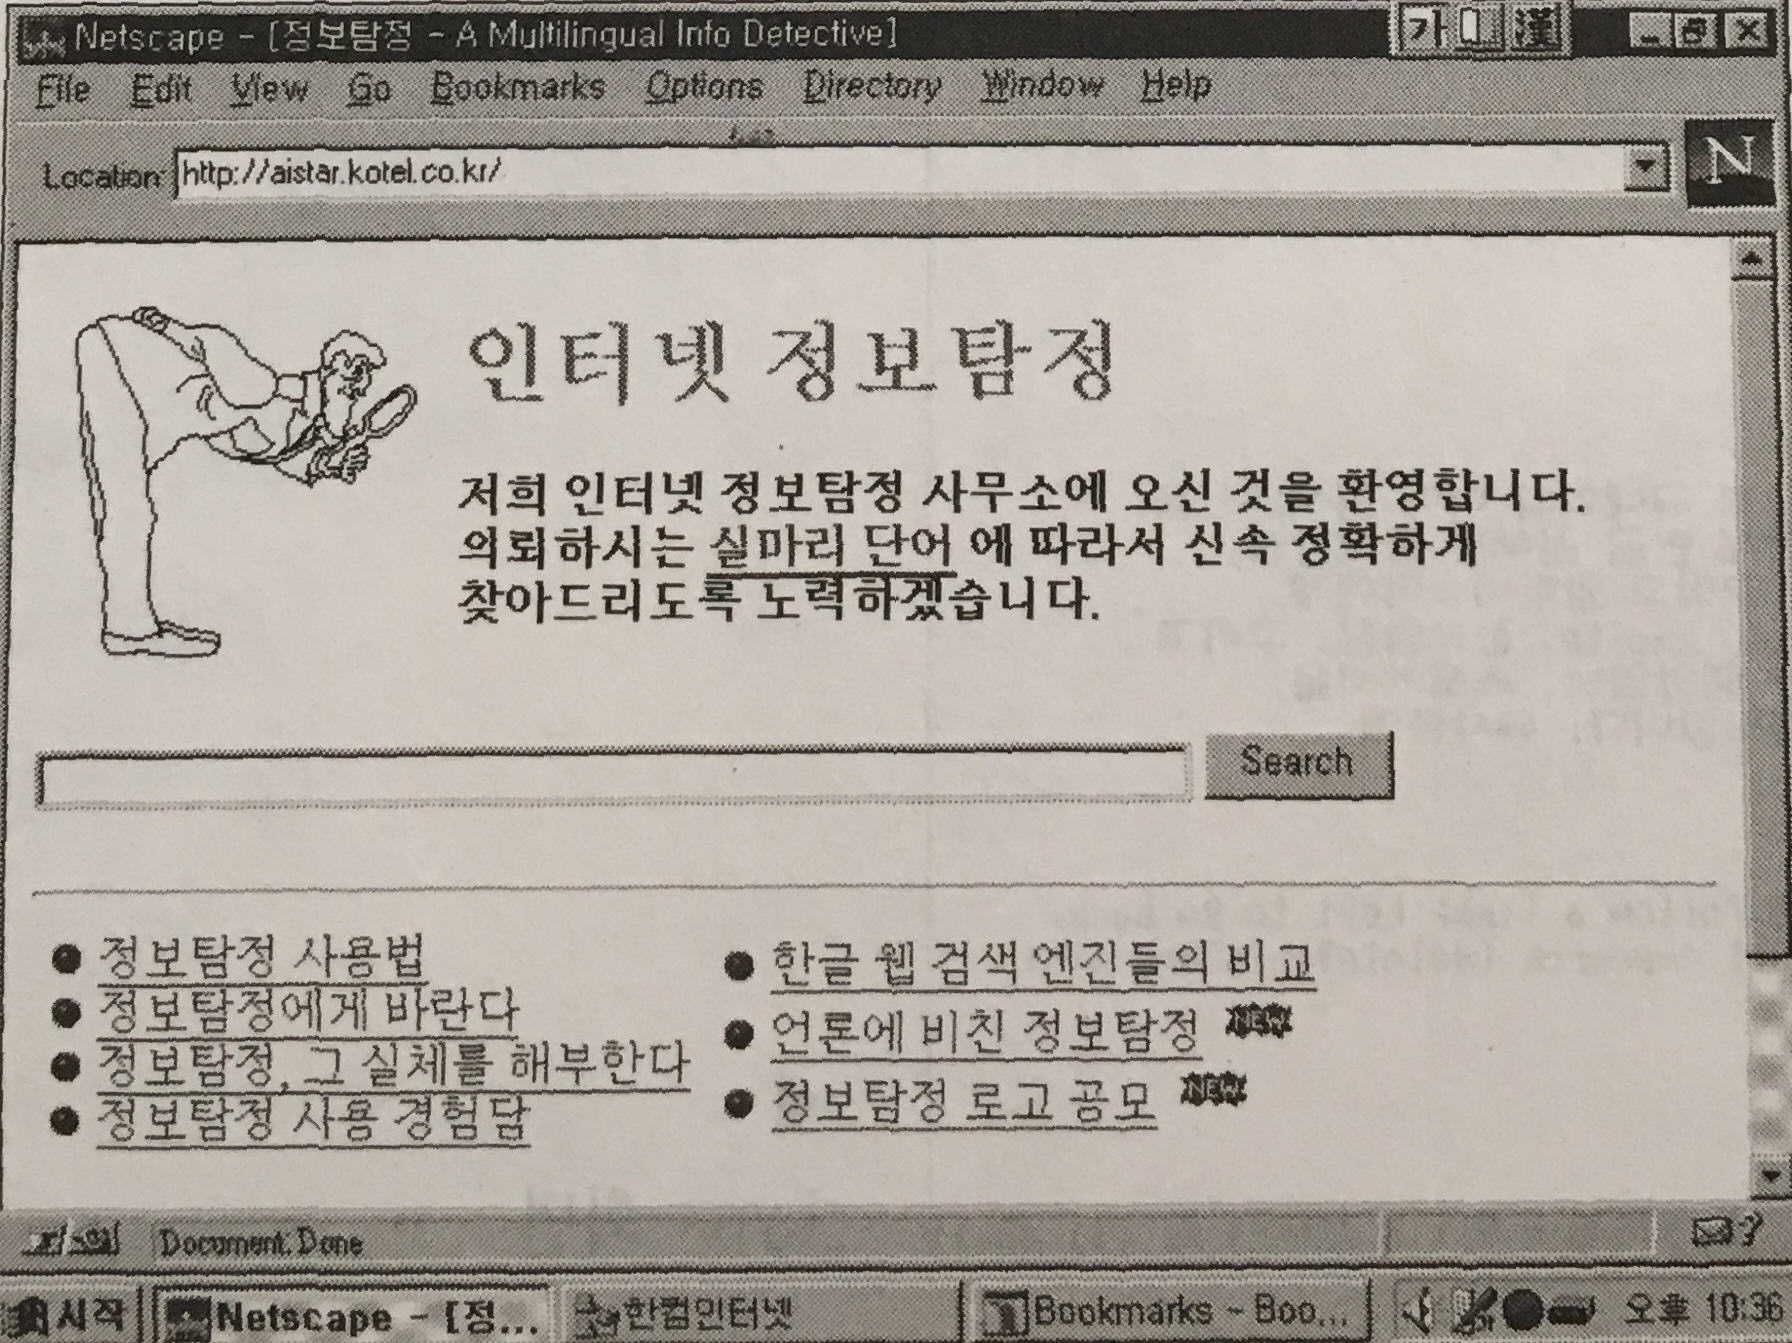 Netscape - [정보탐정 - A Multilingual Info Detective]
가 漢
File Edit View Go Bookmarks Options Directory Window Help
Location: http://aistar.kotel.co.kr/
N
인터넷 정보탐정
저희 인터넷 정보탐정 사무소에 오신 것을 환영합니다.
의뢰하시는 실마리 단어 에 따라서 신속 정확하게
찾아드리도록 노력하겠습니다.
Search
정보탐정 사용법
정보탐정에게 바란다
정보탐정, 그 실체를 해부한다
정보탐정 사용 경험담
한글 웹 검색 엔진들의 비교
언론에 비친 정보탐정 NEW
정보탐정 로고 공모 NEW
Document: Done
시작 Netscape - [정... 한컴인터넷 Bookmarks - Boo... 오후 10:36